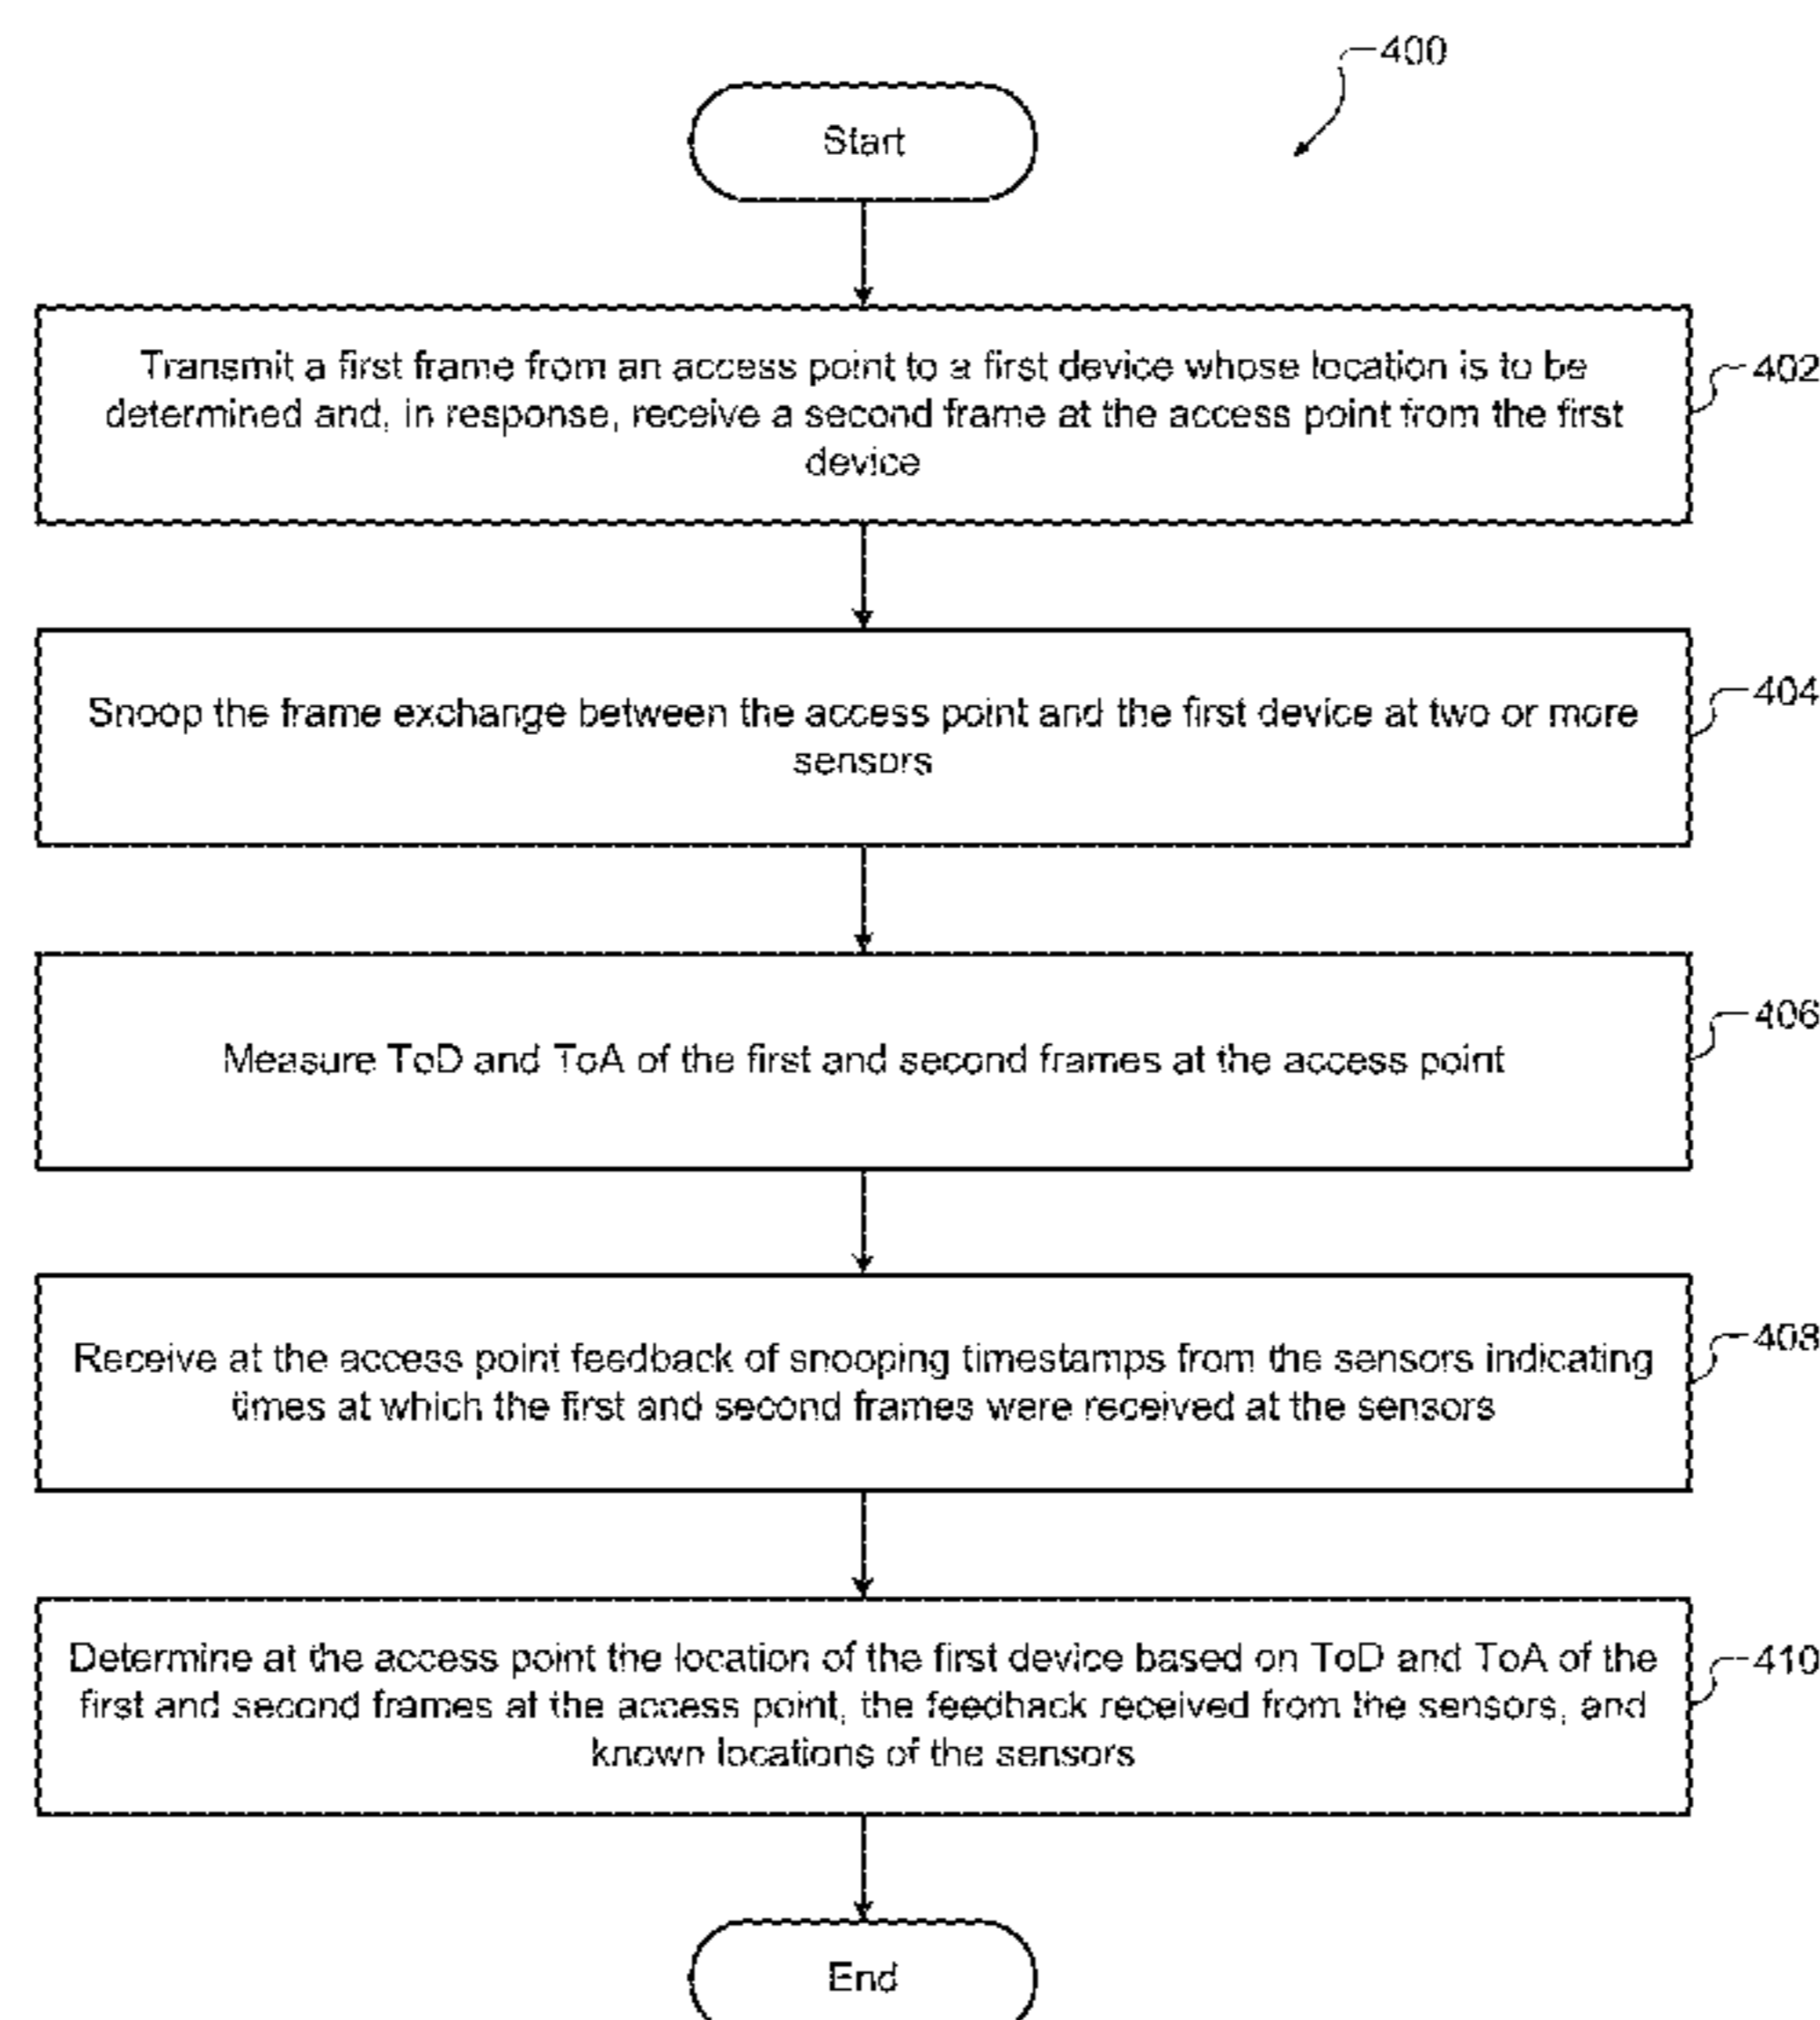 400
Start
Transmit a first frame from an access point to a first device whose location is to be
determined and, in response, receive a second frame at the access point from the first
device
402
Snoop the frame exchange between the access point and the first device at two or more
sensors
404
Measure ToD and ToA of the first and second frames at the access point
406
Receive at the access point feedback of snooping timestamps from the sensors indicating
times at which the first and second frames were received at the sensors
408
Determine at the access point the location of the first device based on ToD and ToA of the
first and second frames at the access point, the feedback received from the sensors, and
known locations of the sensors
410
End